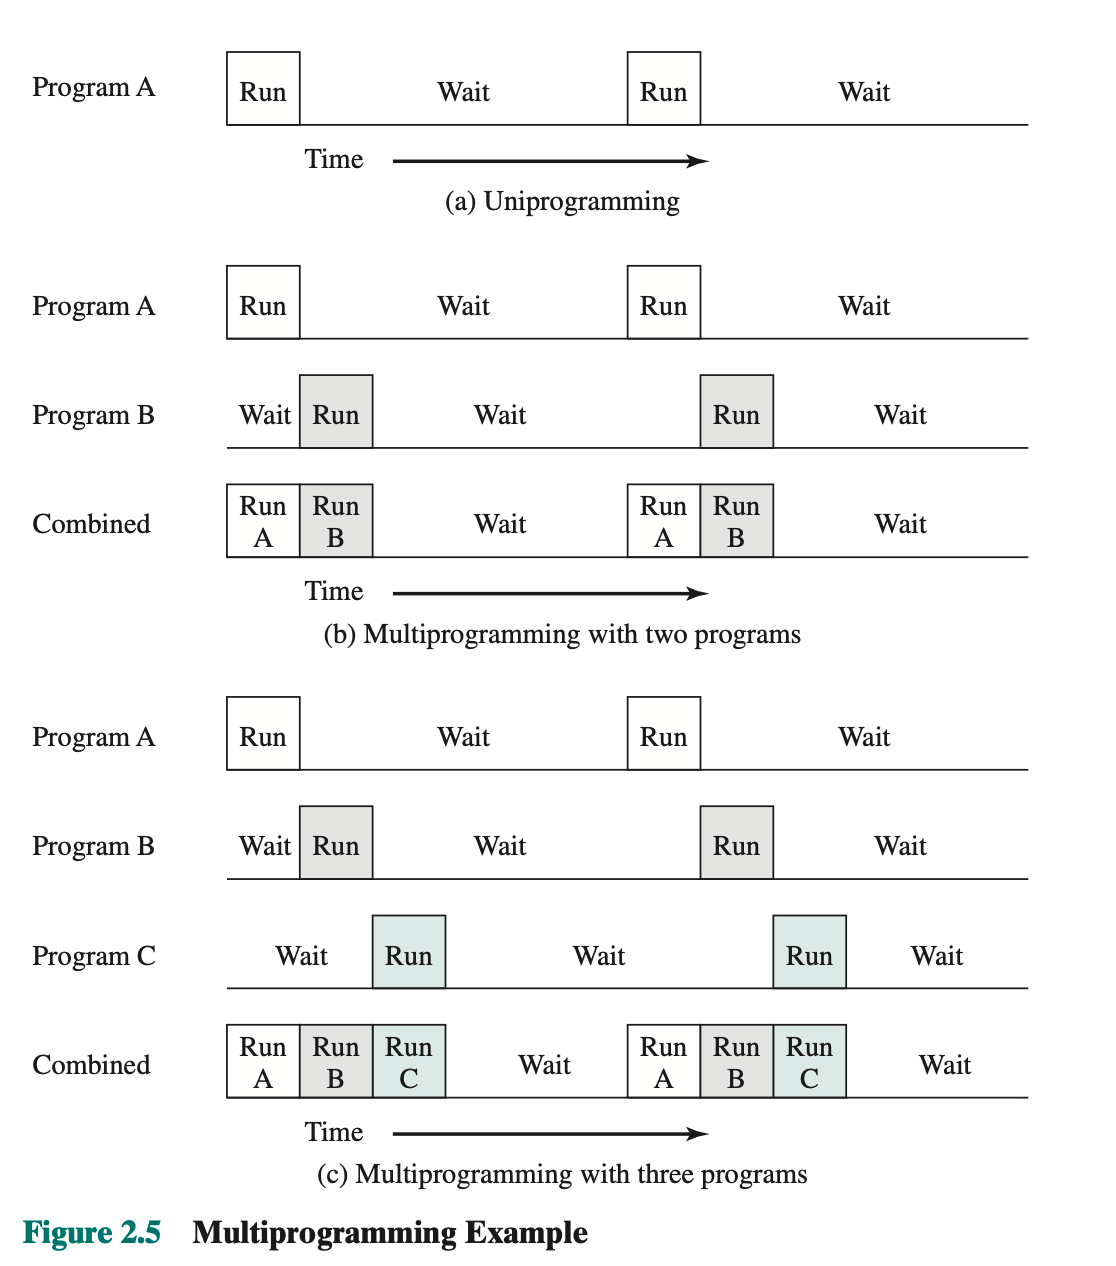 Program A Run Wait Run Wait
Time
(a) Uniprogramming
Program A Run Wait Run Wait
Program B Wait Run Wait Run Wait
Combined Run A Run B Wait Run A Run B Wait
Time
(b) Multiprogramming with two programs
Program A Run Wait Run Wait
Program B Wait Run Wait Run Wait
Program C Wait Run Wait Run Wait
Combined Run A Run B Run C Wait Run A Run B Run C Wait
Time
(c) Multiprogramming with three programs
Figure 2.5 Multiprogramming Example